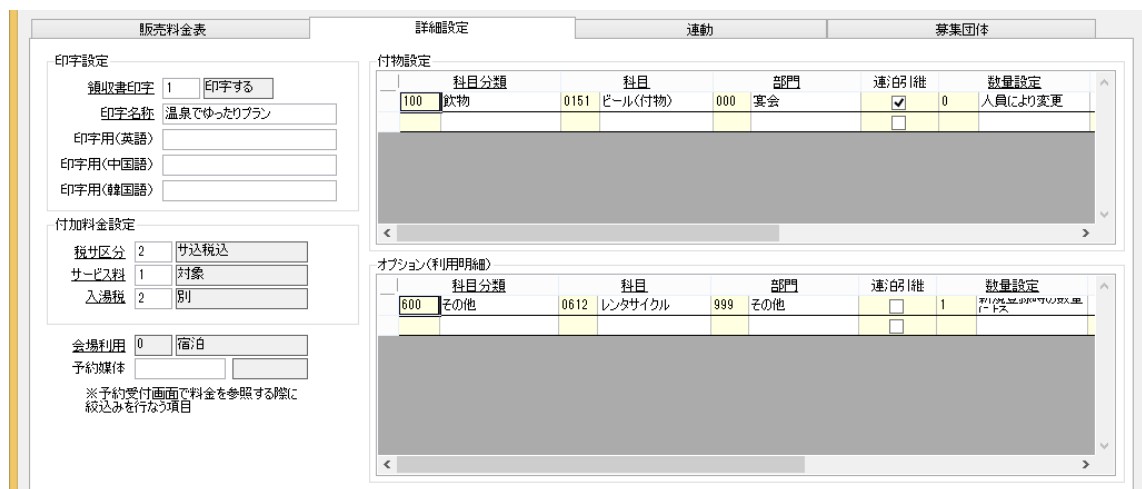 販売料金表 詳細設定 連動 募集団体
印字設定
領収書印字 1 印字する
印字名称 温泉でゆったりプラン
印字用(英語)
印字用(中国語)
印字用(韓国語)
付加料金設定
税サ区分 2 サ込税込
サービス料 1 対象
入湯税 2 別
会場利用 0 宿泊
予約媒体
※予約受付画面で料金を参照する際に
絞込みを行なう項目
付物設定
科目分類 科目 部門 連泊引継 数量設定
100 飲物 0151 ビール(付物) 000 宴会 0 人員により変更
オプション(利用明細)
科目分類 科目 部門 連泊引継 数量設定
600 その他 0612 レンタサイクル 999 その他 1 新規登録時の数量